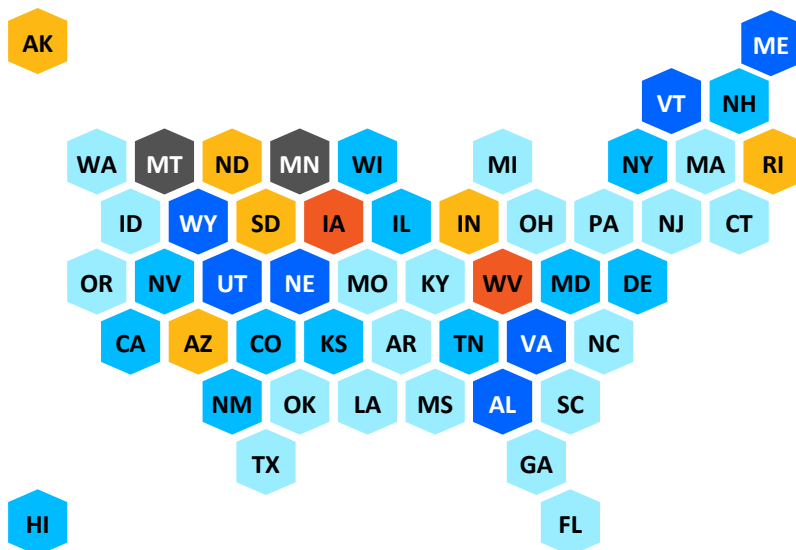 AK
ME
VT NH
WA MT ND MN WI MI NY MA RI
ID WY SD IA IL IN OH PA NJ CT
OR NV UT NE MO KY WV MD DE
CA AZ CO KS AR TN VA NC
NM OK LA MS AL SC
TX GA
HI FL